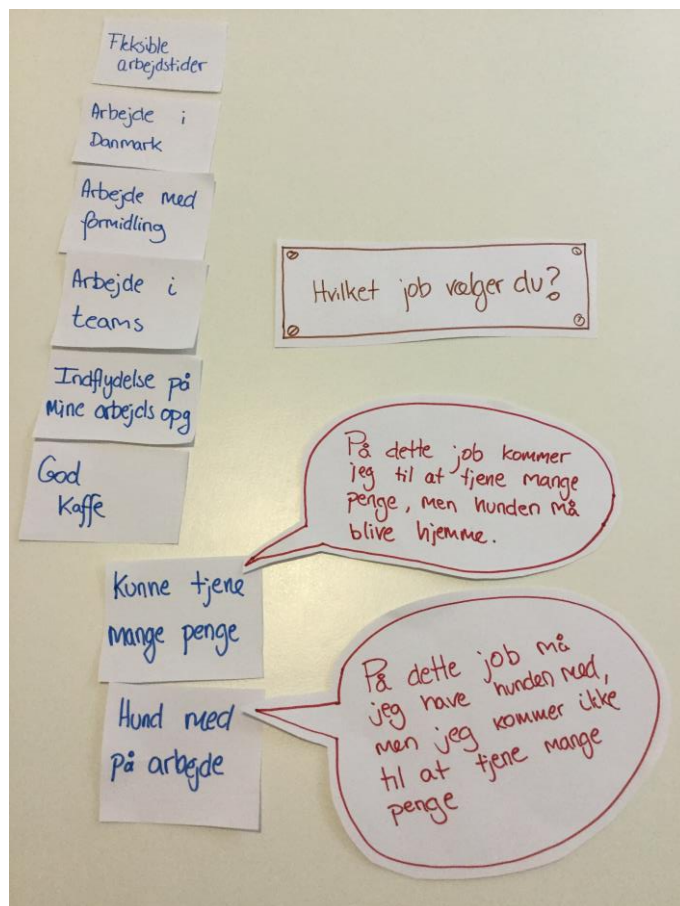 Fleksible
arbejdstider
Arbejde i
Danmark
Arbejde med
formidling
Arbejde i
teams
Indflydelse på
mine arbejds opg
God
Kaffe
Hvilket job vælger du?
På dette job kommer
jeg til at tjene mange
penge, men hunden må
blive hjemme.
Kunne tjene
mange penge
På dette job må
jeg have hunden med,
men jeg kommer ikke
til at tjene mange
penge
Hund med
på arbejde